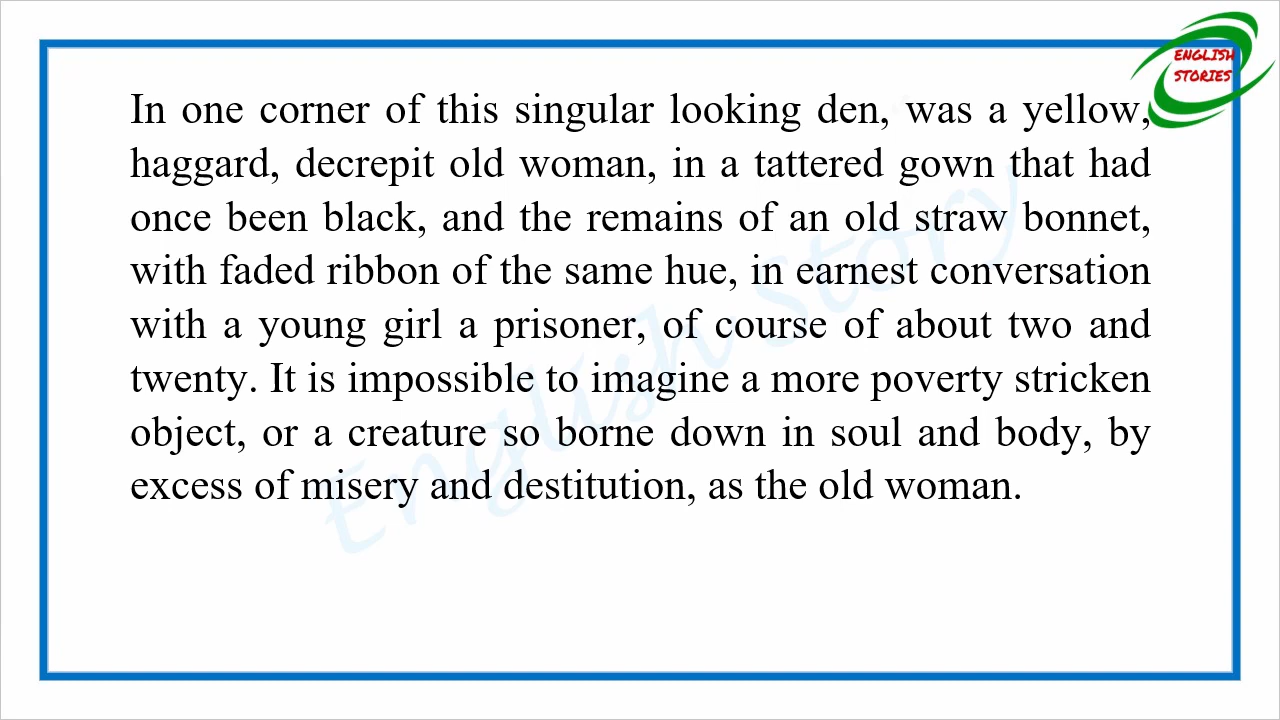 ENGLISH
STORIES
In one corner of this singular looking den, was a yellow,
haggard, decrepit old woman, in a tattered gown that had
once been black, and the remains of an old straw bonnet,
with faded ribbon of the same hue, in earnest conversation
with a young girl a prisoner, of course of about two and
twenty. It is impossible to imagine a more poverty stricken
object, or a creature so borne down in soul and body, by
excess of misery and destitution, as the old woman.
English Story